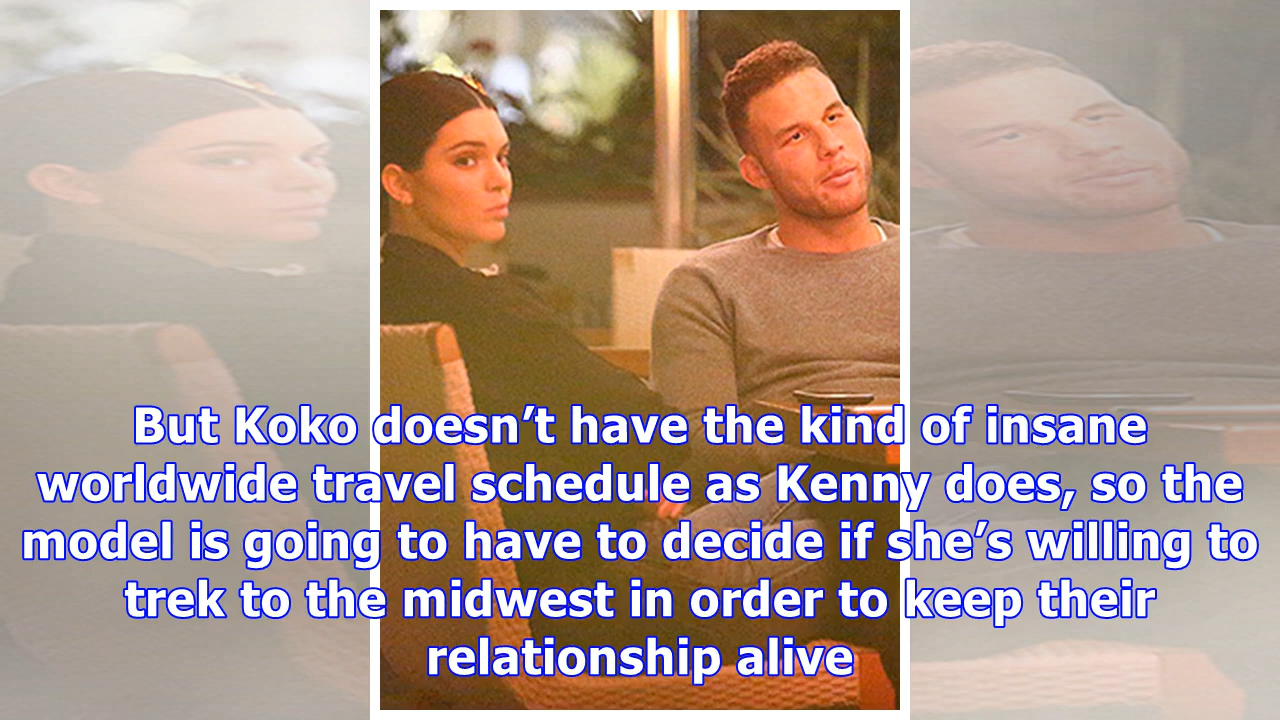 But Koko doesn’t have the kind of insane
worldwide travel schedule as Kenny does, so the
model is going to have to decide if she’s willing to
trek to the midwest in order to keep their
relationship alive